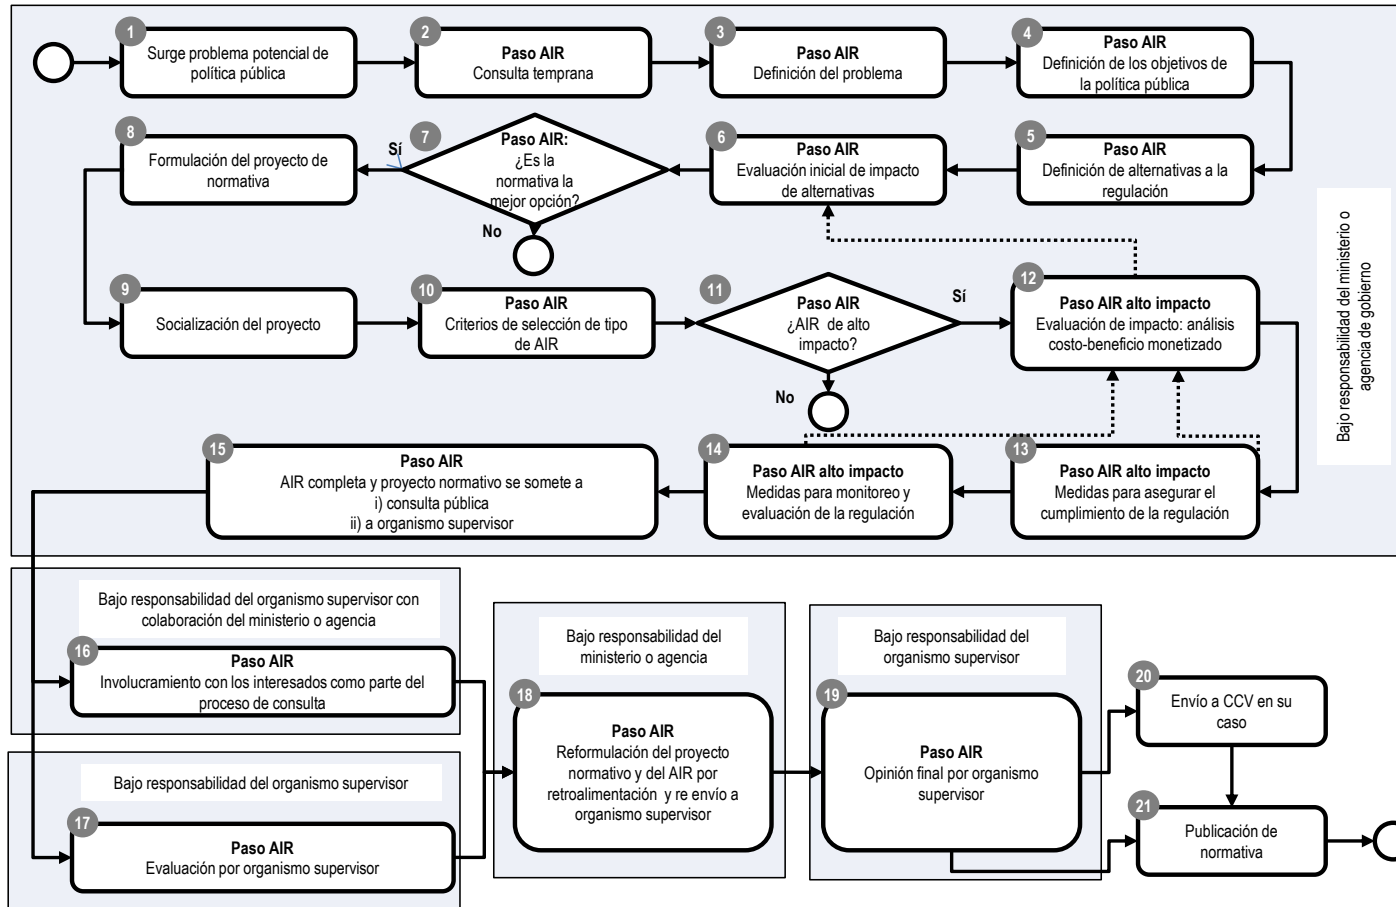 1
Surge problema potencial de
política pública
2
Paso AIR
Consulta temprana
3
Paso AIR
Definición del problema
4
Paso AIR
Definición de los objetivos de
la política pública
8
Formulación del proyecto de
normativa
Sí
7
Paso AIR:
¿Es la
normativa la
mejor opción?
No
6
Paso AIR
Evaluación inicial de impacto
de alternativas
5
Paso AIR
Definición de alternativas a la
regulación
Bajo responsabilidad del ministerio o
agencia de gobierno
9
Socialización del proyecto
10
Paso AIR
Criterios de selección de tipo
de AIR
11
Paso AIR
¿AIR de alto
impacto?
Sí
No
12
Paso AIR alto impacto
Evaluación de impacto: análisis
costo-beneficio monetizado
15
Paso AIR
AIR completa y proyecto normativo se somete a
i) consulta pública
ii) a organismo supervisor
14
Paso AIR alto impacto
Medidas para monitoreo y
evaluación de la regulación
13
Paso AIR alto impacto
Medidas para asegurar el
cumplimiento de la regulación
Bajo responsabilidad del organismo supervisor con
colaboración del ministerio o agencia
16
Paso AIR
Involucramiento con los interesados como parte del
proceso de consulta
Bajo responsabilidad del organismo supervisor
17
Paso AIR
Evaluación por organismo supervisor
Bajo responsabilidad del
ministerio o agencia
18
Paso AIR
Reformulación del proyecto
normativo y del AIR por
retroalimentación y re envío a
organismo supervisor
Bajo responsabilidad del
organismo supervisor
19
Paso AIR
Opinión final por organismo
supervisor
20
Envío a CCV en su
caso
21
Publicación de
normativa